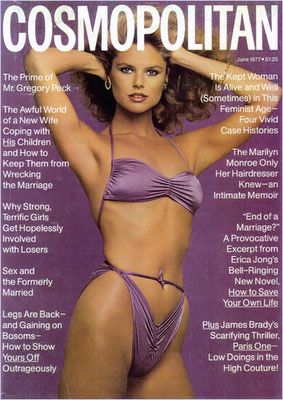 COSMOPOLITAN
June 1977 • $1.25
The Prime of
Mr. Gregory Peck
The Awful World
of a New Wife
Coping with
His Children
and How to
Keep Them from
Wrecking
the Marriage
Why Strong,
Terrific Girls
Get Hopelessly
Involved
with Losers
Sex and
the Formerly
Married
Legs Are Back—
and Gaining on
Bosoms—
How to Show
Yours Off
Outrageously
The Kept Woman
Is Alive and Well
(Sometimes) in This
Feminist Age—
Four Vivid
Case Histories
The Marilyn
Monroe Only
Her Hairdresser
Knew—an
Intimate Memoir
"End of a
Marriage?"
A Provocative
Excerpt from
Erica Jong's
Bell-Ringing
New Novel,
How to Save
Your Own Life
Plus James Brady's
Scarifying Thriller,
Paris One—
Low Doings in the
High Couture!